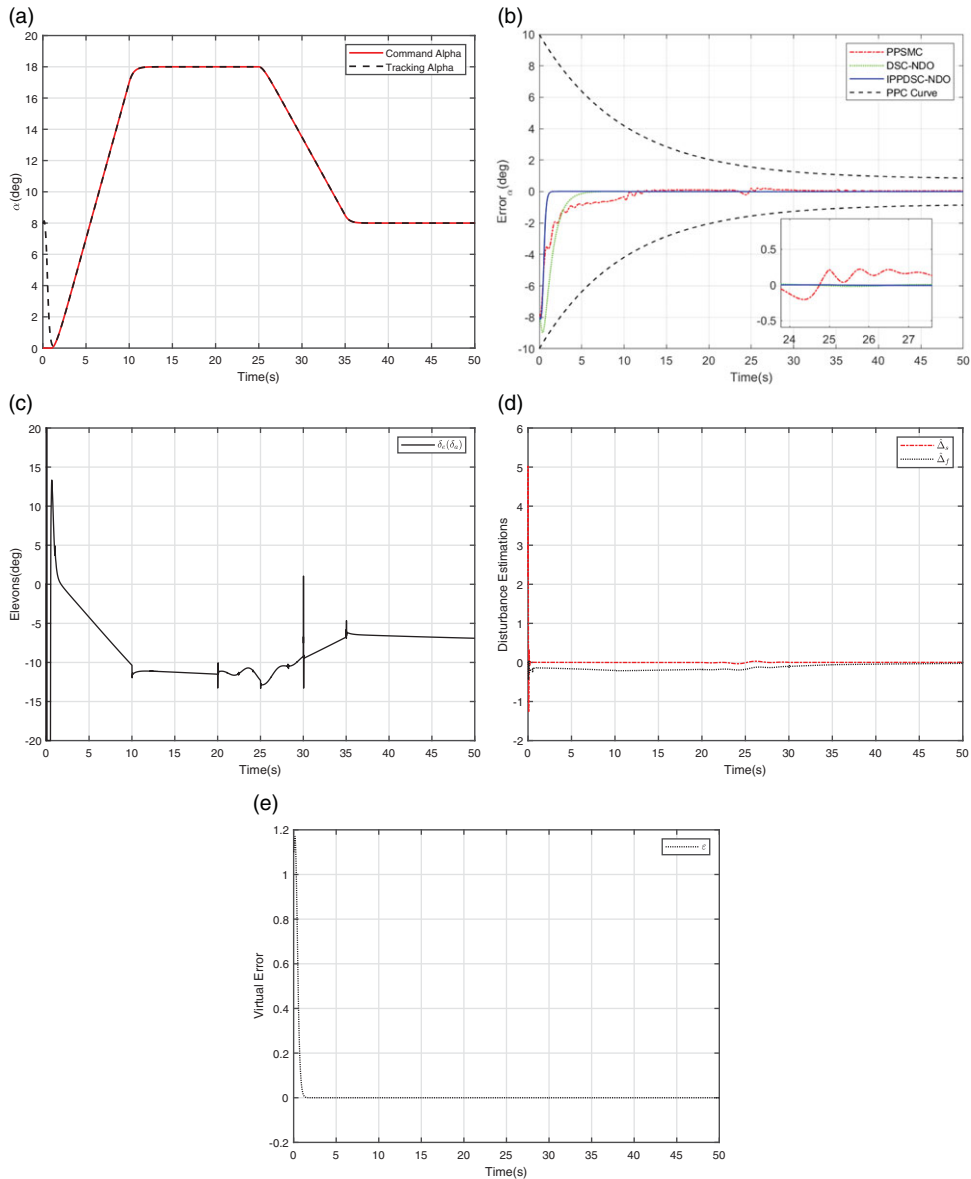 (a)
20
18
16
14
12
10
8
6
4
2
0
α(deg)
Command Alpha
Tracking Alpha
0 5 10 15 20 25 30 35 40 45 50
Time(s)
(b)
10
8
6
4
2
0
-2
-4
-6
-8
-10
Error α(deg)
PPSMC
DSC-NDO
IPPDSC-NDO
PPC Curve
0.5
0
-0.5
24 25 26 27
0 5 10 15 20 25 30 35 40 45 50
Time(s)
(c)
20
15
10
5
0
-5
-10
-15
-20
Elevons(deg)
δe(δa)
0 5 10 15 20 25 30 35 40 45 50
Time(s)
(d)
6
5
4
3
2
1
0
-1
-2
Disturbance Estimations
Δ̂s
Δ̂f
0 5 10 15 20 25 30 35 40 45 50
Time(s)
(e)
1.2
1
0.8
0.6
0.4
0.2
0
-0.2
Virtual Error
ε
0 5 10 15 20 25 30 35 40 45 50
Time(s)